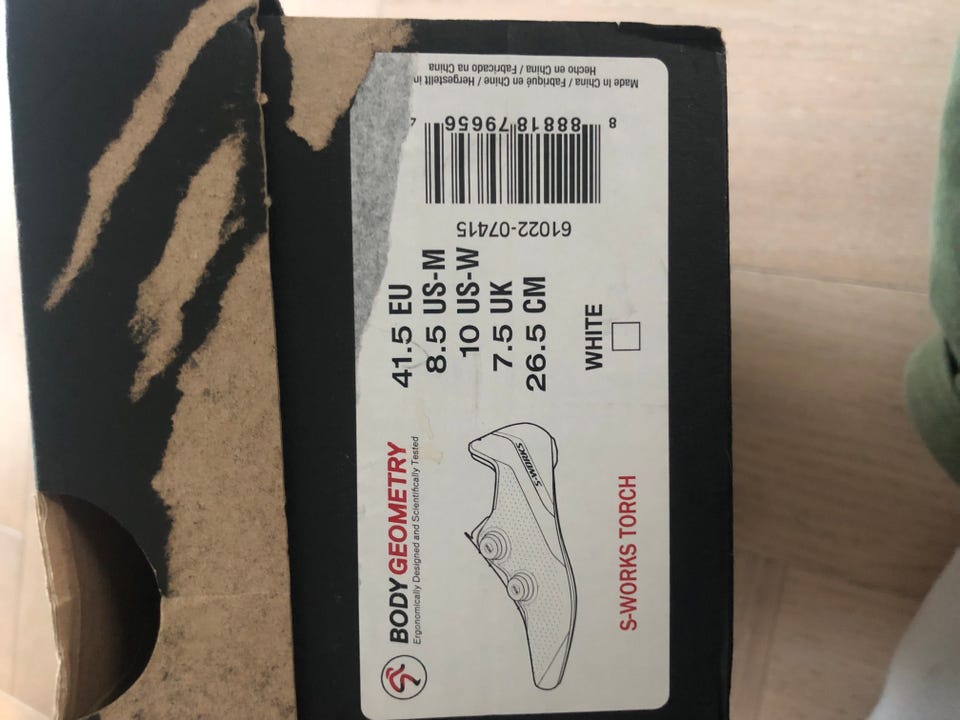 BODY GEOMETRY
Ergonomically Designed and Scientifically Tested
S-WORKS
S-WORKS TORCH
41.5 EU
8.5 US-M
10 US-W
7.5 UK
26.5 CM
WHITE
61022-07415
8 88818 79656
Made in China / Fabriqué en Chine / Hergestellt in
Hecho en China / Fabricado na China